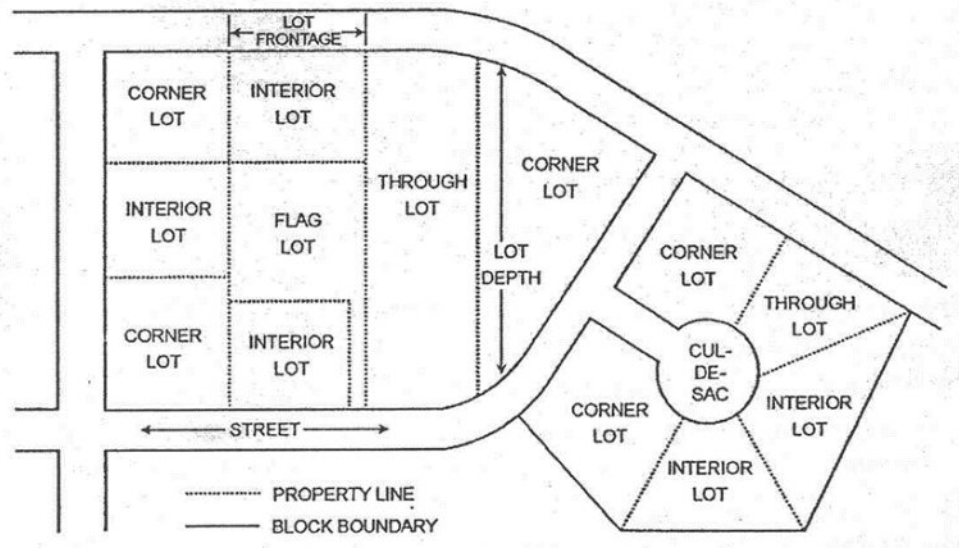 LOT
FRONTAGE
CORNER
LOT
INTERIOR
LOT
THROUGH
LOT
CORNER
LOT
INTERIOR
LOT
FLAG
LOT
LOT
DEPTH
CORNER
LOT
THROUGH
LOT
CORNER
LOT
INTERIOR
LOT
CUL-
DE-
SAC
CORNER
LOT
INTERIOR
LOT
INTERIOR
LOT
STREET
PROPERTY LINE
BLOCK BOUNDARY